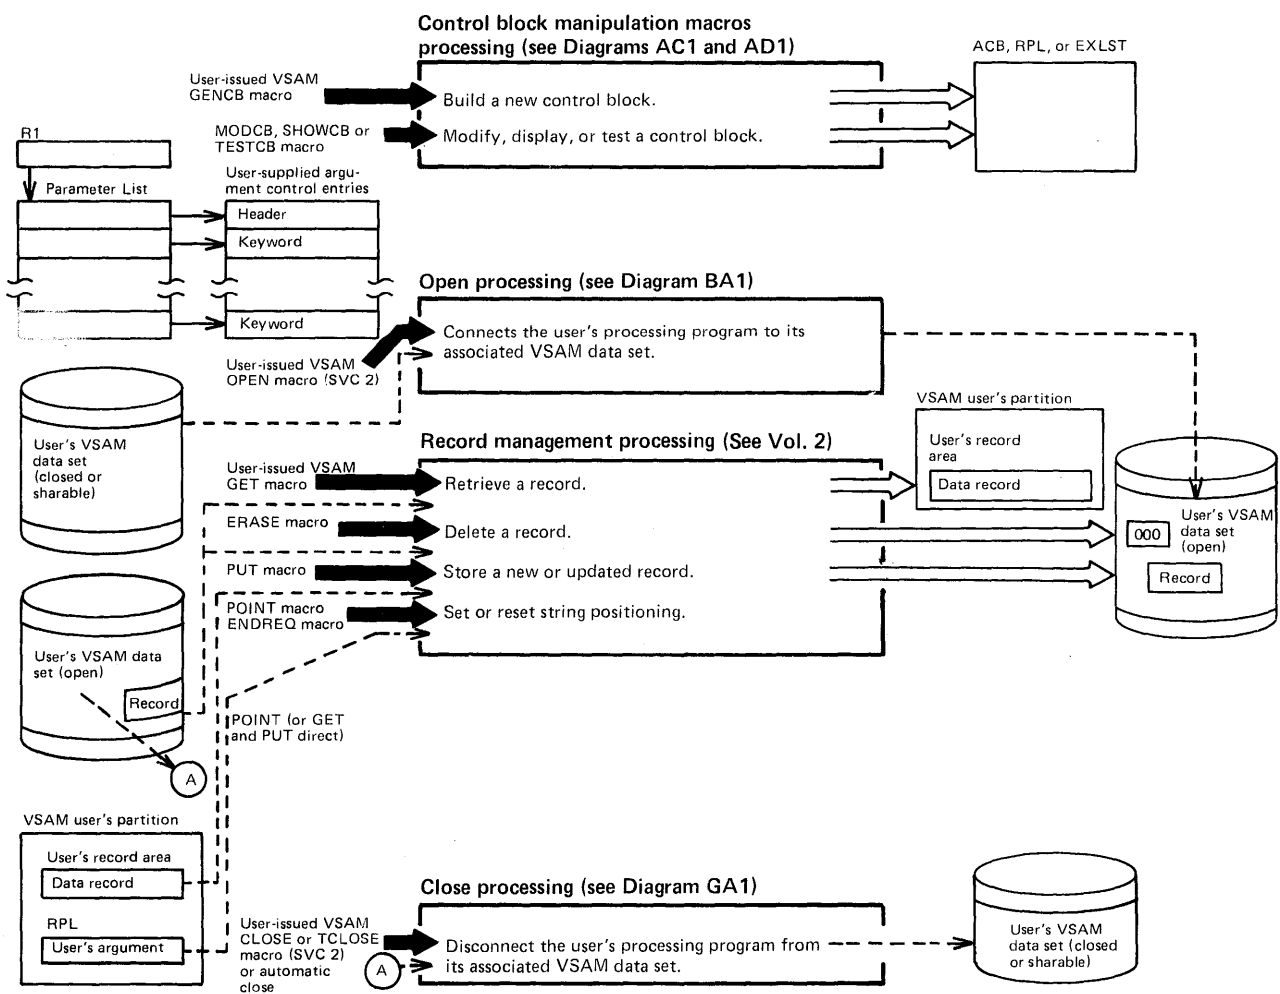 Control block manipulation macros
processing (see Diagrams AC1 and AD1)
ACB, RPL, or EXLST
User-issued VSAM
GENCB macro
Build a new control block.
R1
MODCB, SHOWCB or
TESTCB macro
Modify, display, or test a control block.
Parameter List
User-supplied argu-
ment control entries
Header
Keyword
Keyword
Open processing (see Diagram BA1)
Connects the user's processing program to its
associated VSAM data set.
User-issued VSAM
OPEN macro (SVC 2)
User's VSAM
data set
(closed or
sharable)
VSAM user's partition
User's record
area
Data record
Record management processing (See Vol. 2)
User-issued VSAM
GET macro
Retrieve a record.
ERASE macro
Delete a record.
PUT macro
Store a new or updated record.
POINT macro
ENDREQ macro
Set or reset string positioning.
User's VSAM
data set
(open)
000
Record
User's VSAM data
set (open)
Record
A
POINT (or GET
and PUT direct)
VSAM user's partition
User's record area
Data record
RPL
User's argument
Close processing (see Diagram GA1)
User-issued VSAM
CLOSE or TCLOSE
macro (SVC 2)
or automatic
close
A
Disconnect the user's processing program from
its associated VSAM data set.
User's VSAM
data set (closed
or sharable)